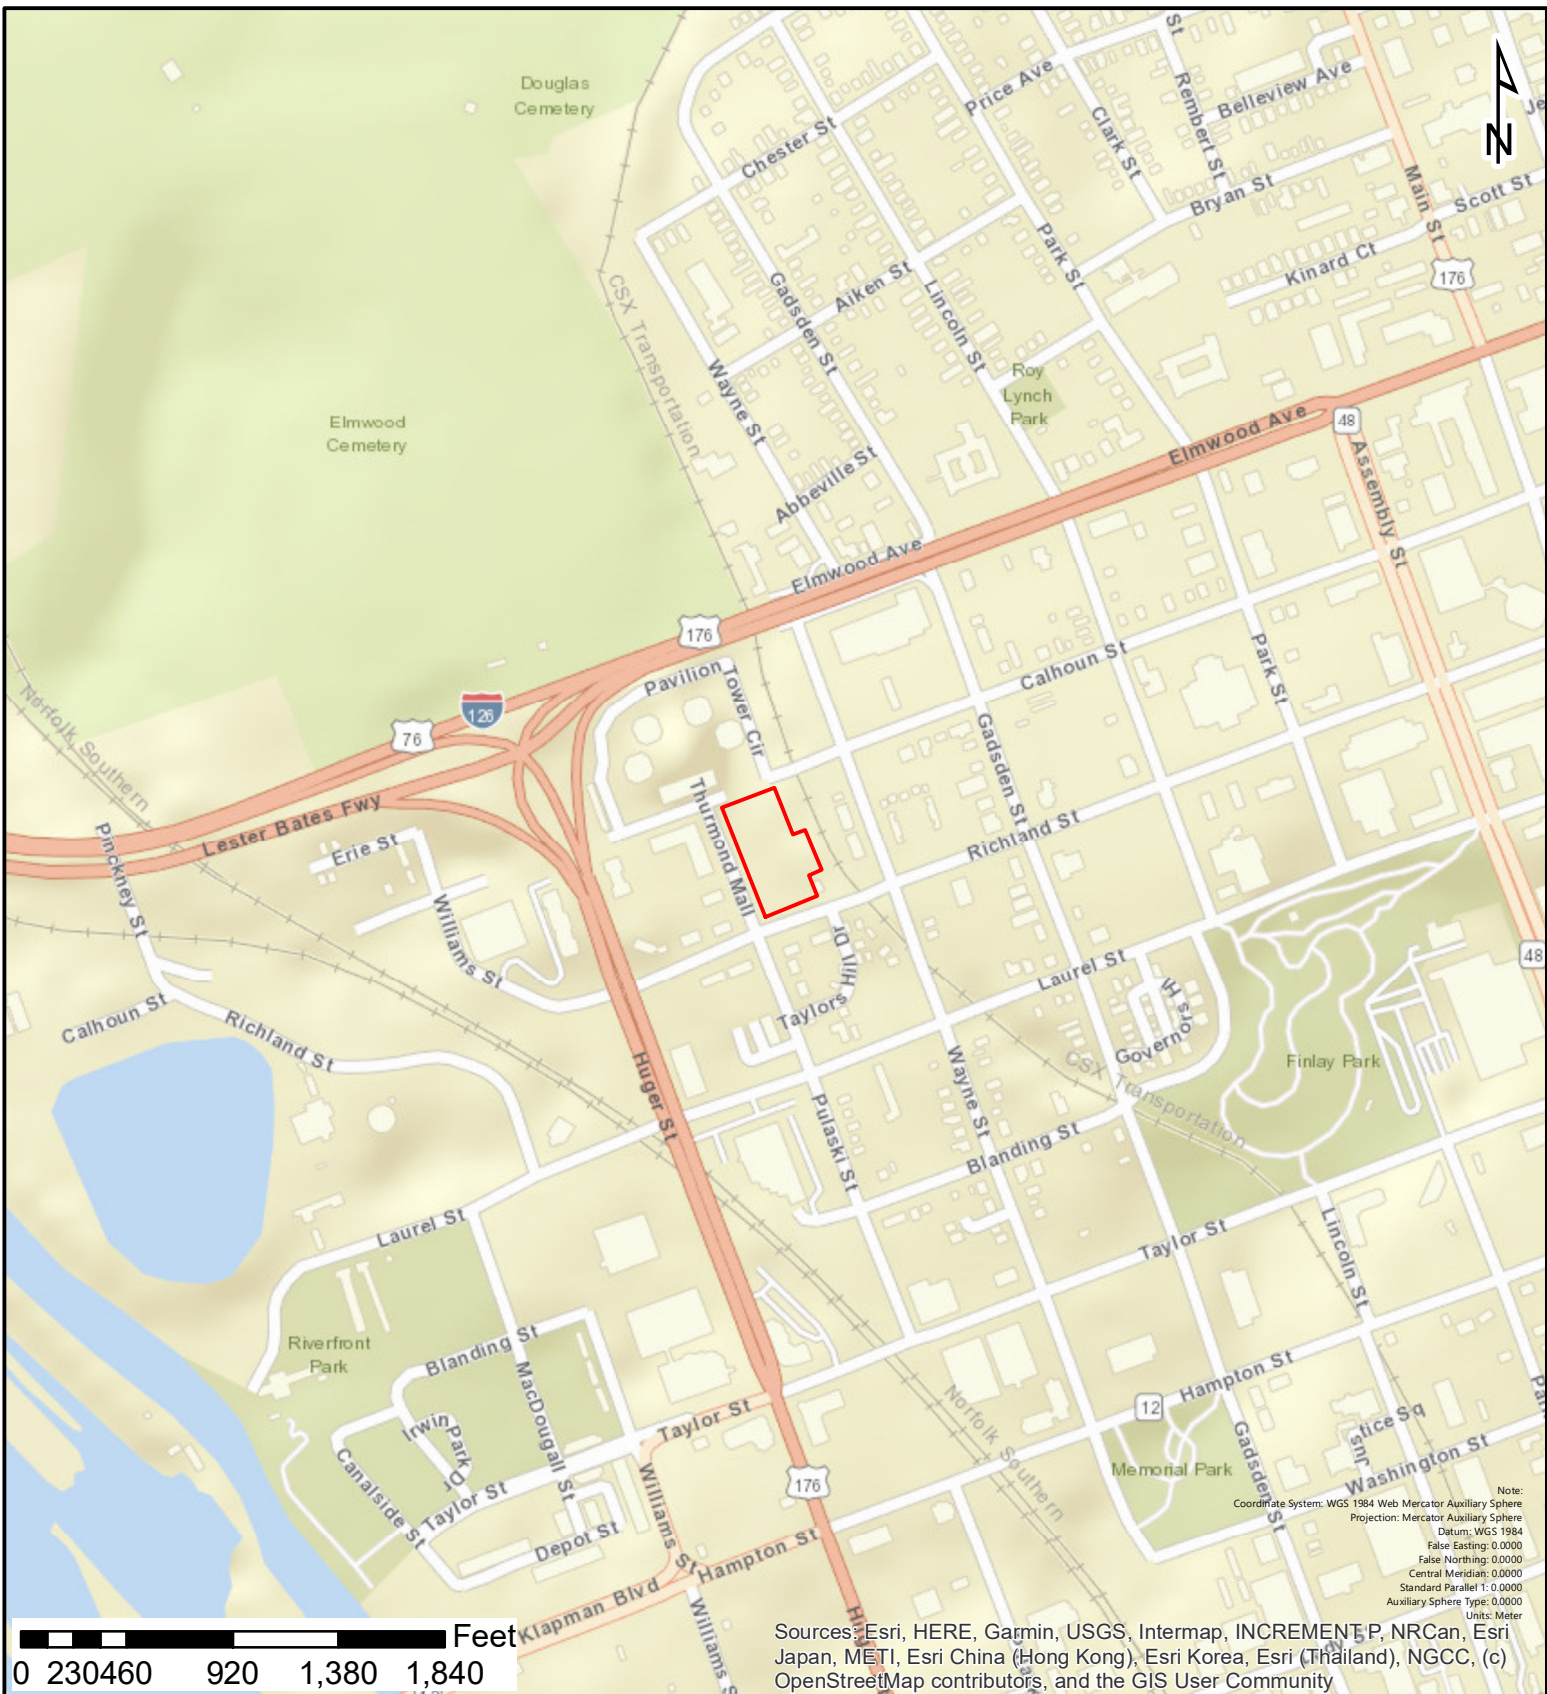 Douglas
Cemetery
Price Ave
St
Rembert St
Belleview Ave
N
Clark St
Chester St
Bryan St
Main St
Scott St
Park St
Kinard Ct
176
Aiken St
Gadsden St
Lincoln St
CSX Transportation
Wayne St
Roy
Lynch
Park
Elmwood
Cemetery
Elmwood Ave
48
Assembly St
Abbeville St
Elmwood Ave
176
Pavilion
Tower Cir
Calhoun St
Park St
126
76
Norfolk Southern
Gadsden St
Thurmond Mall
Lester Bates Fwy
Erie St
Richland St
Pinckney St
Williams St
Taylors Hill Dr
Laurel St
48
Calhoun St
Richland St
Governors Hl
Finlay Park
Huger St
CSX Transportation
Wayne St
Pulaski St
Blanding St
Laurel St
Taylor St
Lincoln St
Riverfront
Park
Blanding St
MacDougall St
Hampton St
12
Taylor St
Irwin Park Dr
Norfolk Southern
Canalside St
Taylor St
Williams St
176
Memorial Park
Gadsden St
Justice Sq
Washington St
Depot St
Hampton St
Klapman Blvd
Williams S
Note:
Coordinate System: WGS 1984 Web Mercator Auxiliary Sphere
Projection: Mercator Auxiliary Sphere
Datum: WGS 1984
False Easting: 0.0000
False Northing: 0.0000
Central Meridian: 0.0000
Standard Parallel 1: 0.0000
Auxiliary Sphere Type: 0.0000
Units: Meter
Feet
0 230460 920 1,380 1,840
Sources: Esri, HERE, Garmin, USGS, Intermap, INCREMENT P, NRCan, Esri
Japan, METI, Esri China (Hong Kong), Esri Korea, Esri (Thailand), NGCC, (c)
OpenStreetMap contributors, and the GIS User Community